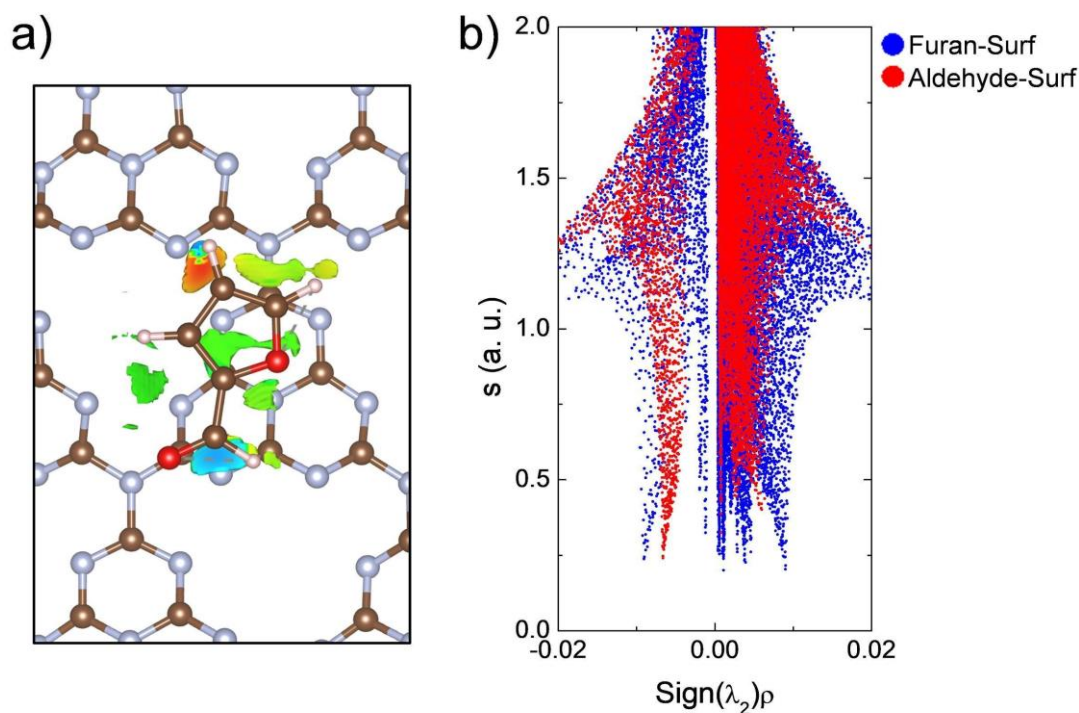 a)
b)
2.0
1.5
1.0
0.5
0.0
s (a. u.)
-0.02
0.00
0.02
Sign(λ₂)ρ
Furan-Surf
Aldehyde-Surf